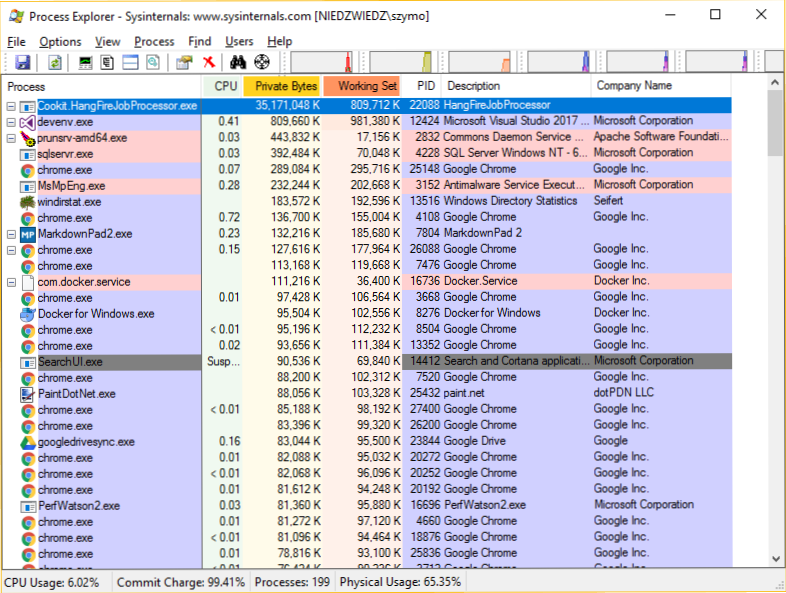 Process Explorer - Sysinternals: www.sysinternals.com [NIEDZWIEDZ\szymo]
File Options View Process Find Users Help
Process CPU Private Bytes Working Set PID Description Company Name
Cookit.HangFireJobProcessor.exe 35,171,048 K 809,712 K 22088 HangFireJobProcessor
devenv.exe 0.41 809,660 K 981,380 K 12424 Microsoft Visual Studio 2017 ... Microsoft Corporation
prunsrv-amd64.exe 0.03 443,832 K 17,156 K 2832 Commons Daemon Service ... Apache Software Foundati...
sqlservr.exe 0.03 392,484 K 70,048 K 4228 SQL Server Windows NT - 6... Microsoft Corporation
chrome.exe 0.07 289,084 K 295,716 K 25148 Google Chrome Google Inc.
MsMpEng.exe 0.28 232,244 K 202,668 K 3152 Antimalware Service Execut... Microsoft Corporation
windirstat.exe 183,572 K 192,596 K 13516 Windows Directory Statistics Seifert
chrome.exe 0.72 136,700 K 155,004 K 4108 Google Chrome Google Inc.
MP MarkdownPad2.exe 0.23 132,216 K 185,680 K 7804 MarkdownPad 2
chrome.exe 0.15 127,616 K 177,964 K 26088 Google Chrome Google Inc.
chrome.exe 113,168 K 119,668 K 7476 Google Chrome Google Inc.
com.docker.service 111,216 K 36,400 K 16736 Docker.Service Docker Inc.
chrome.exe 0.01 97,428 K 106,564 K 3668 Google Chrome Google Inc.
Docker for Windows.exe 95,504 K 102,556 K 8276 Docker for Windows Docker Inc.
chrome.exe < 0.01 95,196 K 112,232 K 8504 Google Chrome Google Inc.
chrome.exe 0.02 93,656 K 111,384 K 13352 Google Chrome Google Inc.
SearchUI.exe Susp... 90,536 K 69,840 K 14412 Search and Cortana applicati... Microsoft Corporation
chrome.exe 88,200 K 102,312 K 7520 Google Chrome Google Inc.
PaintDotNet.exe 88,056 K 103,328 K 25432 paint.net dotPDN LLC
chrome.exe < 0.01 85,188 K 98,192 K 27400 Google Chrome Google Inc.
chrome.exe 83,396 K 99,320 K 26200 Google Chrome Google Inc.
googledrivesync.exe 0.16 83,044 K 95,500 K 23844 Google Drive Google
chrome.exe 0.01 82,088 K 95,032 K 20272 Google Chrome Google Inc.
chrome.exe < 0.01 82,068 K 96,096 K 20252 Google Chrome Google Inc.
chrome.exe 0.01 81,612 K 94,248 K 20192 Google Chrome Google Inc.
PerfWatson2.exe 0.03 81,360 K 95,880 K 16696 PerfWatson2.exe Microsoft Corporation
chrome.exe 0.01 81,272 K 97,120 K 4660 Google Chrome Google Inc.
chrome.exe < 0.01 81,096 K 94,464 K 18876 Google Chrome Google Inc.
chrome.exe 0.01 78,816 K 93,100 K 25836 Google Chrome Google Inc.
CPU Usage: 6.02% Commit Charge: 99.41% Processes: 199 Physical Usage: 65.35%